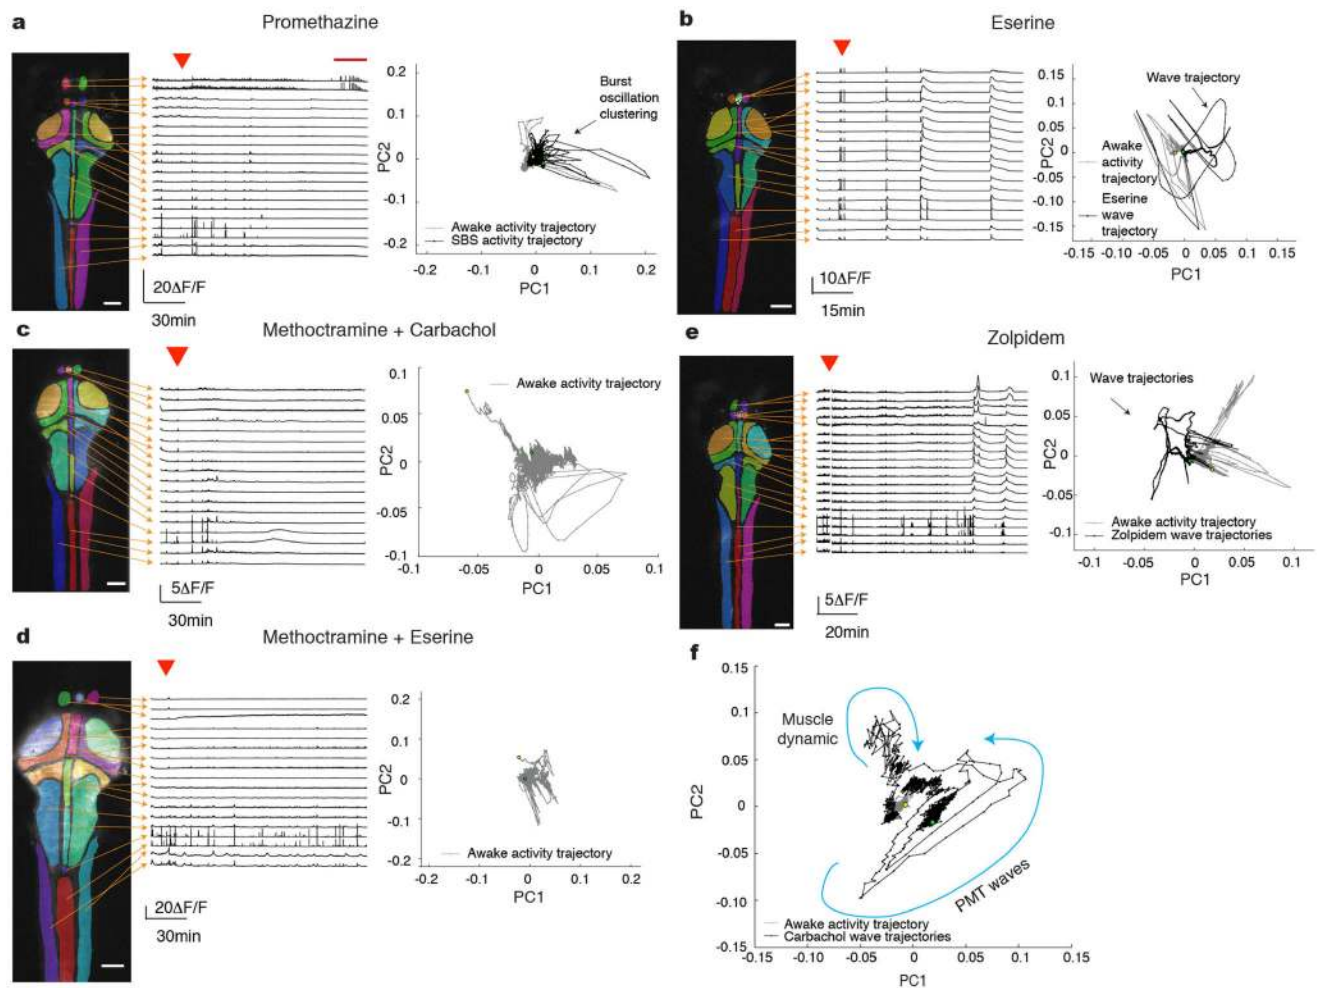 a
Promethazine
0.2
0.1
0
-0.1
-0.2
PC2
Burst
oscillation
clustering
Awake activity trajectory
SBS activity trajectory
-0.2
-0.1
0
0.1
0.2
PC1
20ΔF/F
30min
b
Eserine
0.15
0.10
0.05
0
-0.05
-0.10
-0.15
PC2
Wave trajectory
Awake
activity
trajectory
Eserine
wave
trajectory
-0.15
-0.10
-0.05
0
0.05
0.10
0.15
PC1
10ΔF/F
15min
c
Methoctramine + Carbachol
0.1
0.05
0
-0.05
-0.1
PC2
Awake activity trajectory
-0.1
-0.05
0
0.05
0.1
PC1
5ΔF/F
30min
e
Zolpidem
0.1
0.05
0
-0.05
-0.1
PC2
Wave trajectories
Awake activity trajectory
Zolpidem wave trajectories
-0.1
-0.05
0
0.05
0.1
PC1
5ΔF/F
20min
d
Methoctramine + Eserine
0.2
0.1
0
-0.1
-0.2
PC2
Awake activity trajectory
-0.2
-0.1
0
0.1
0.2
PC1
20ΔF/F
30min
f
0.15
0.1
0.05
0
-0.05
-0.10
-0.15
PC2
Muscle
dynamic
PMT waves
Awake activity trajectory
Carbachol wave trajectories
-0.15
-0.10
-0.05
0
0.05
0.10
0.15
PC1